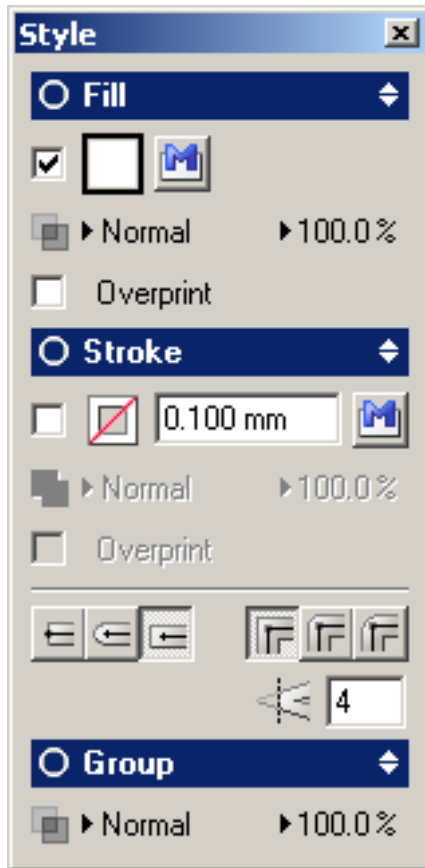 Style
Fill
Normal 100.0%
Overprint
Stroke
0.100 mm
Normal 100.0%
Overprint
4
Group
Normal 100.0%